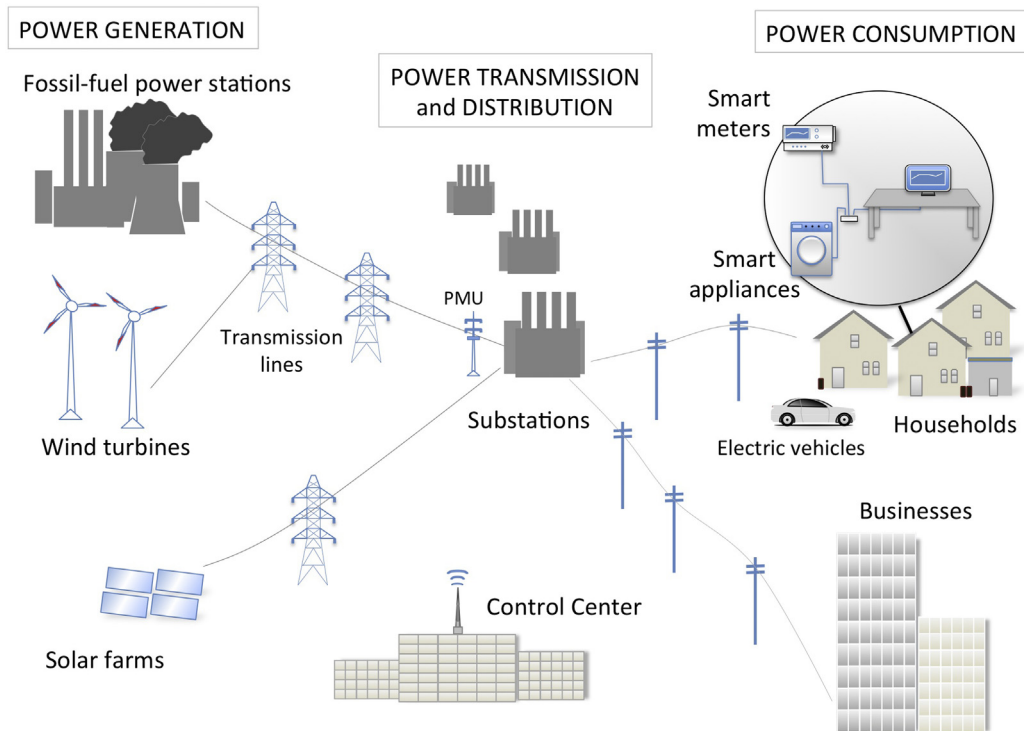 POWER GENERATION
POWER CONSUMPTION
POWER TRANSMISSION
and DISTRIBUTION
Fossil-fuel power stations
Smart
meters
Smart
appliances
PMU
Transmission
lines
Substations
Wind turbines
Households
Electric vehicles
Businesses
Control Center
Solar farms